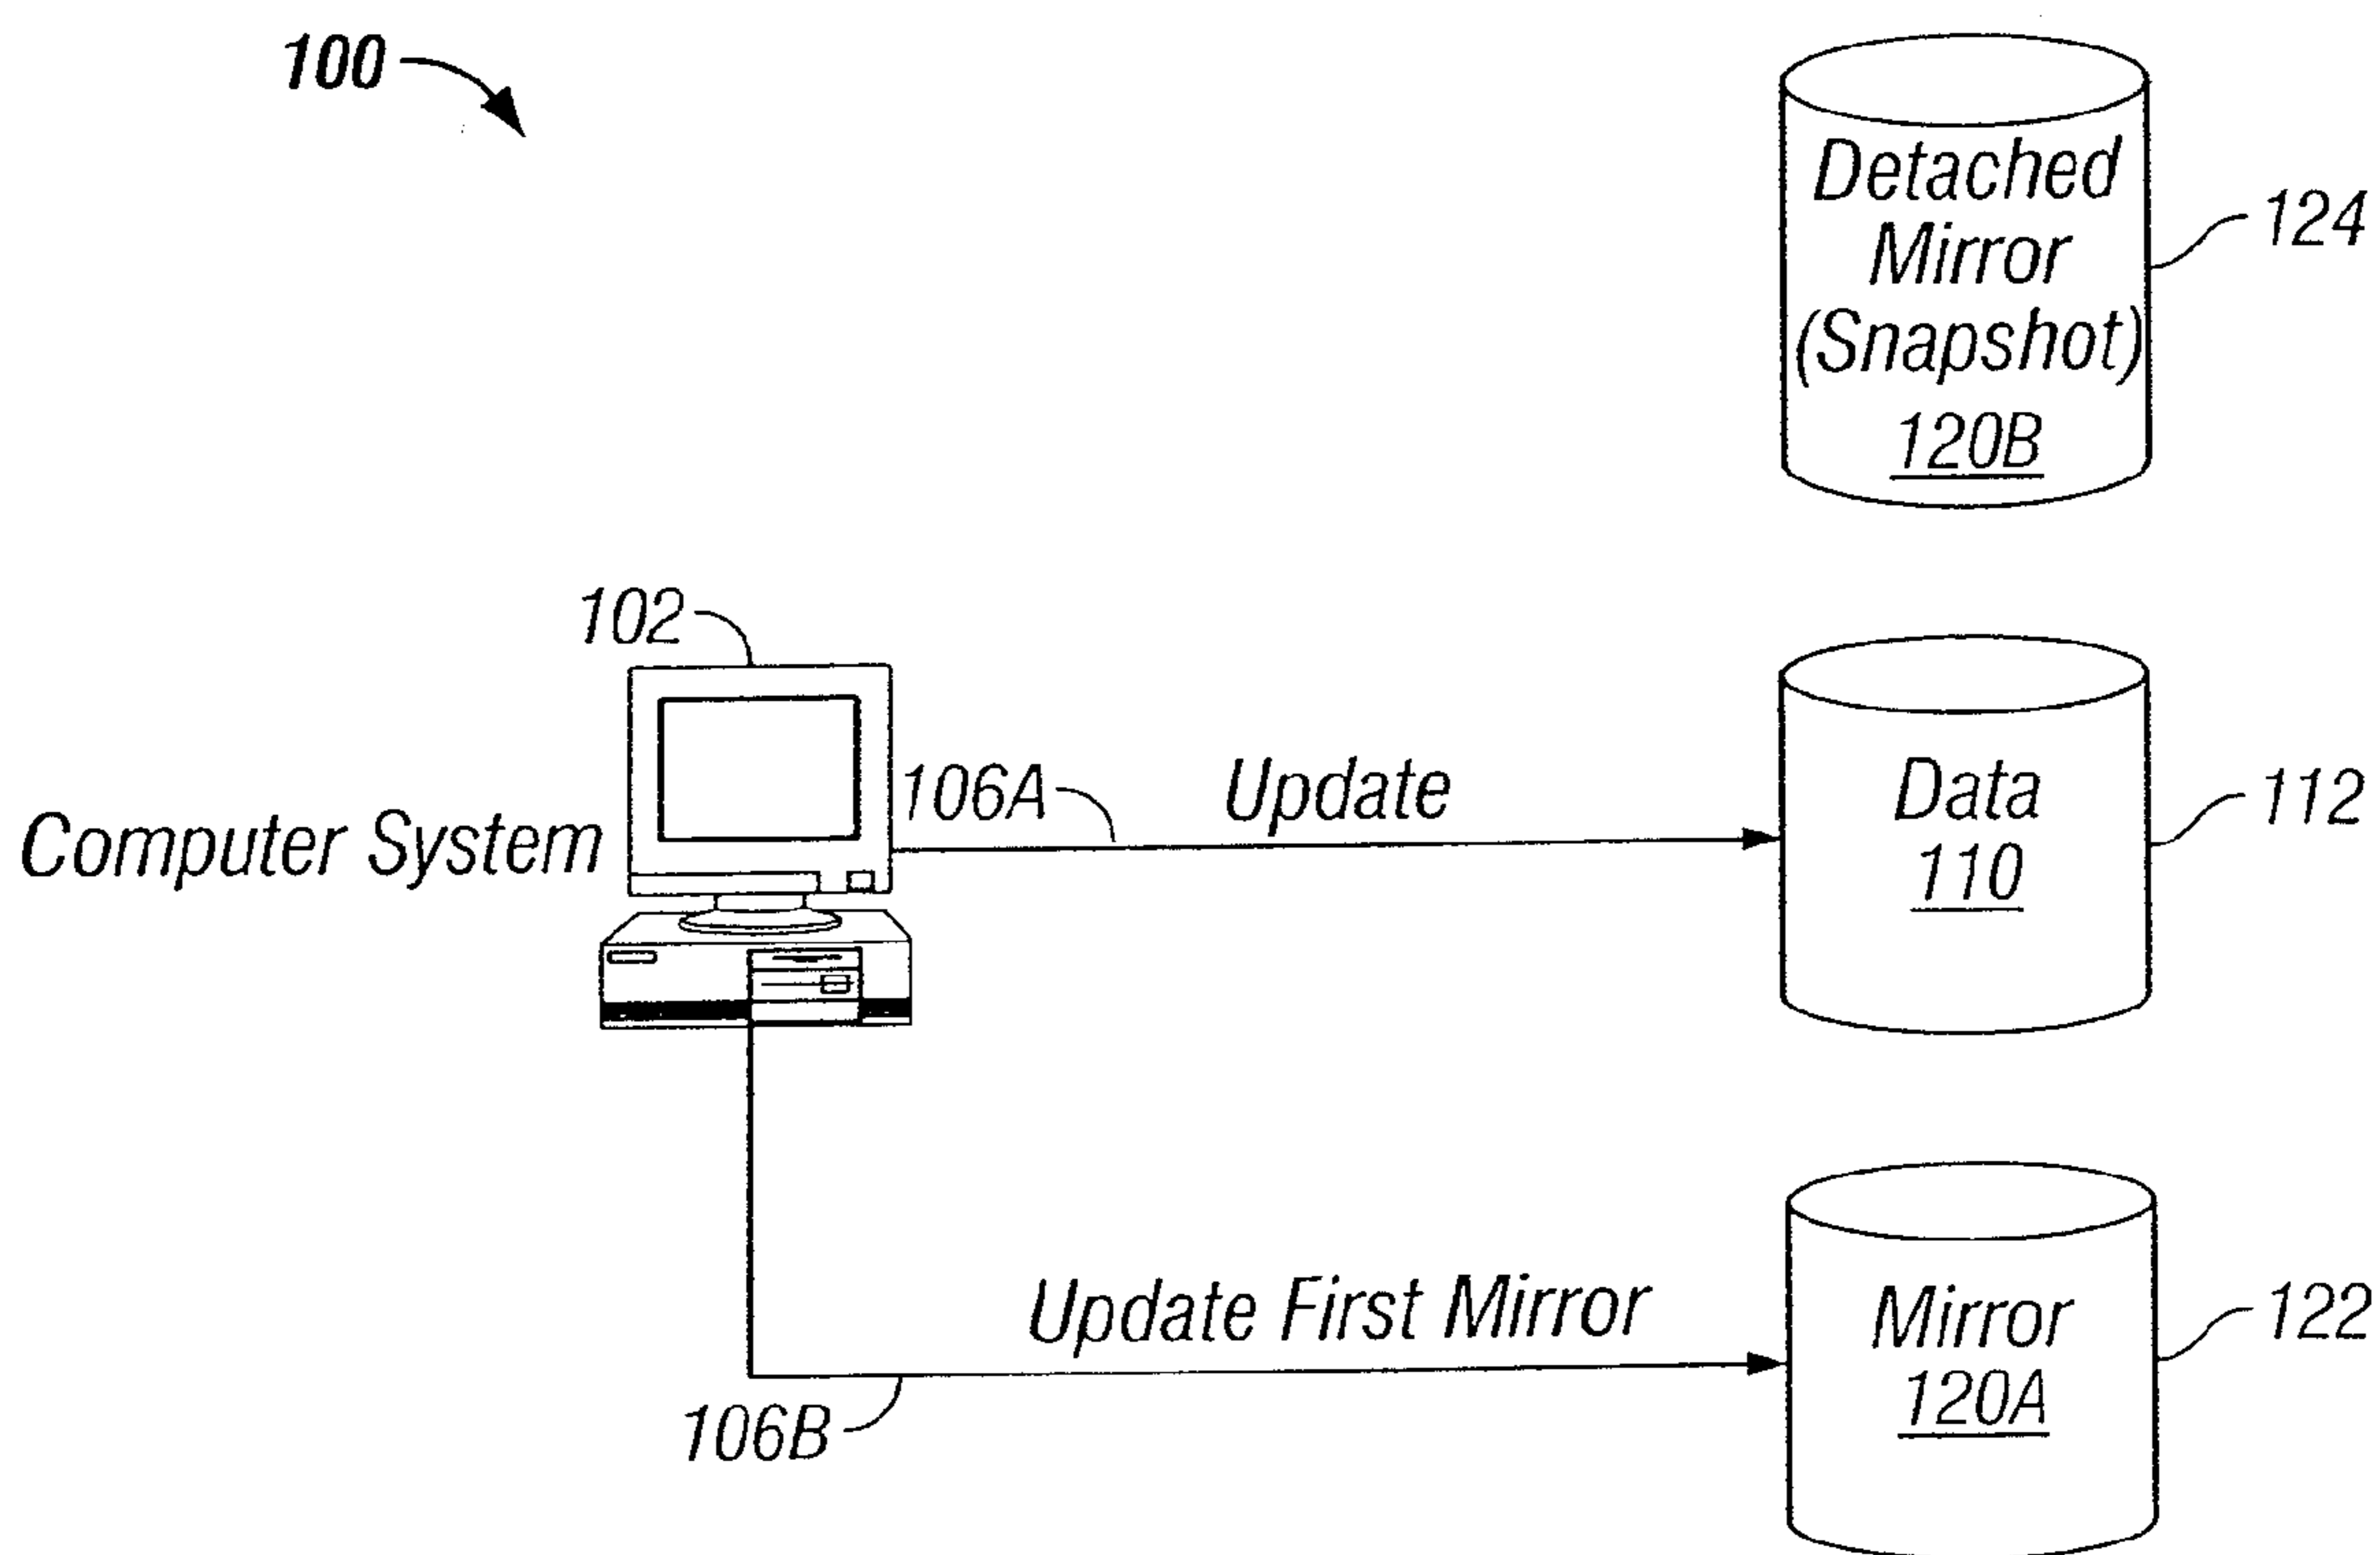 100
Detached
Mirror
(Snapshot)
120B
124
102
Computer System
106A
Update
Data
110
112
Update First Mirror
106B
Mirror
120A
122